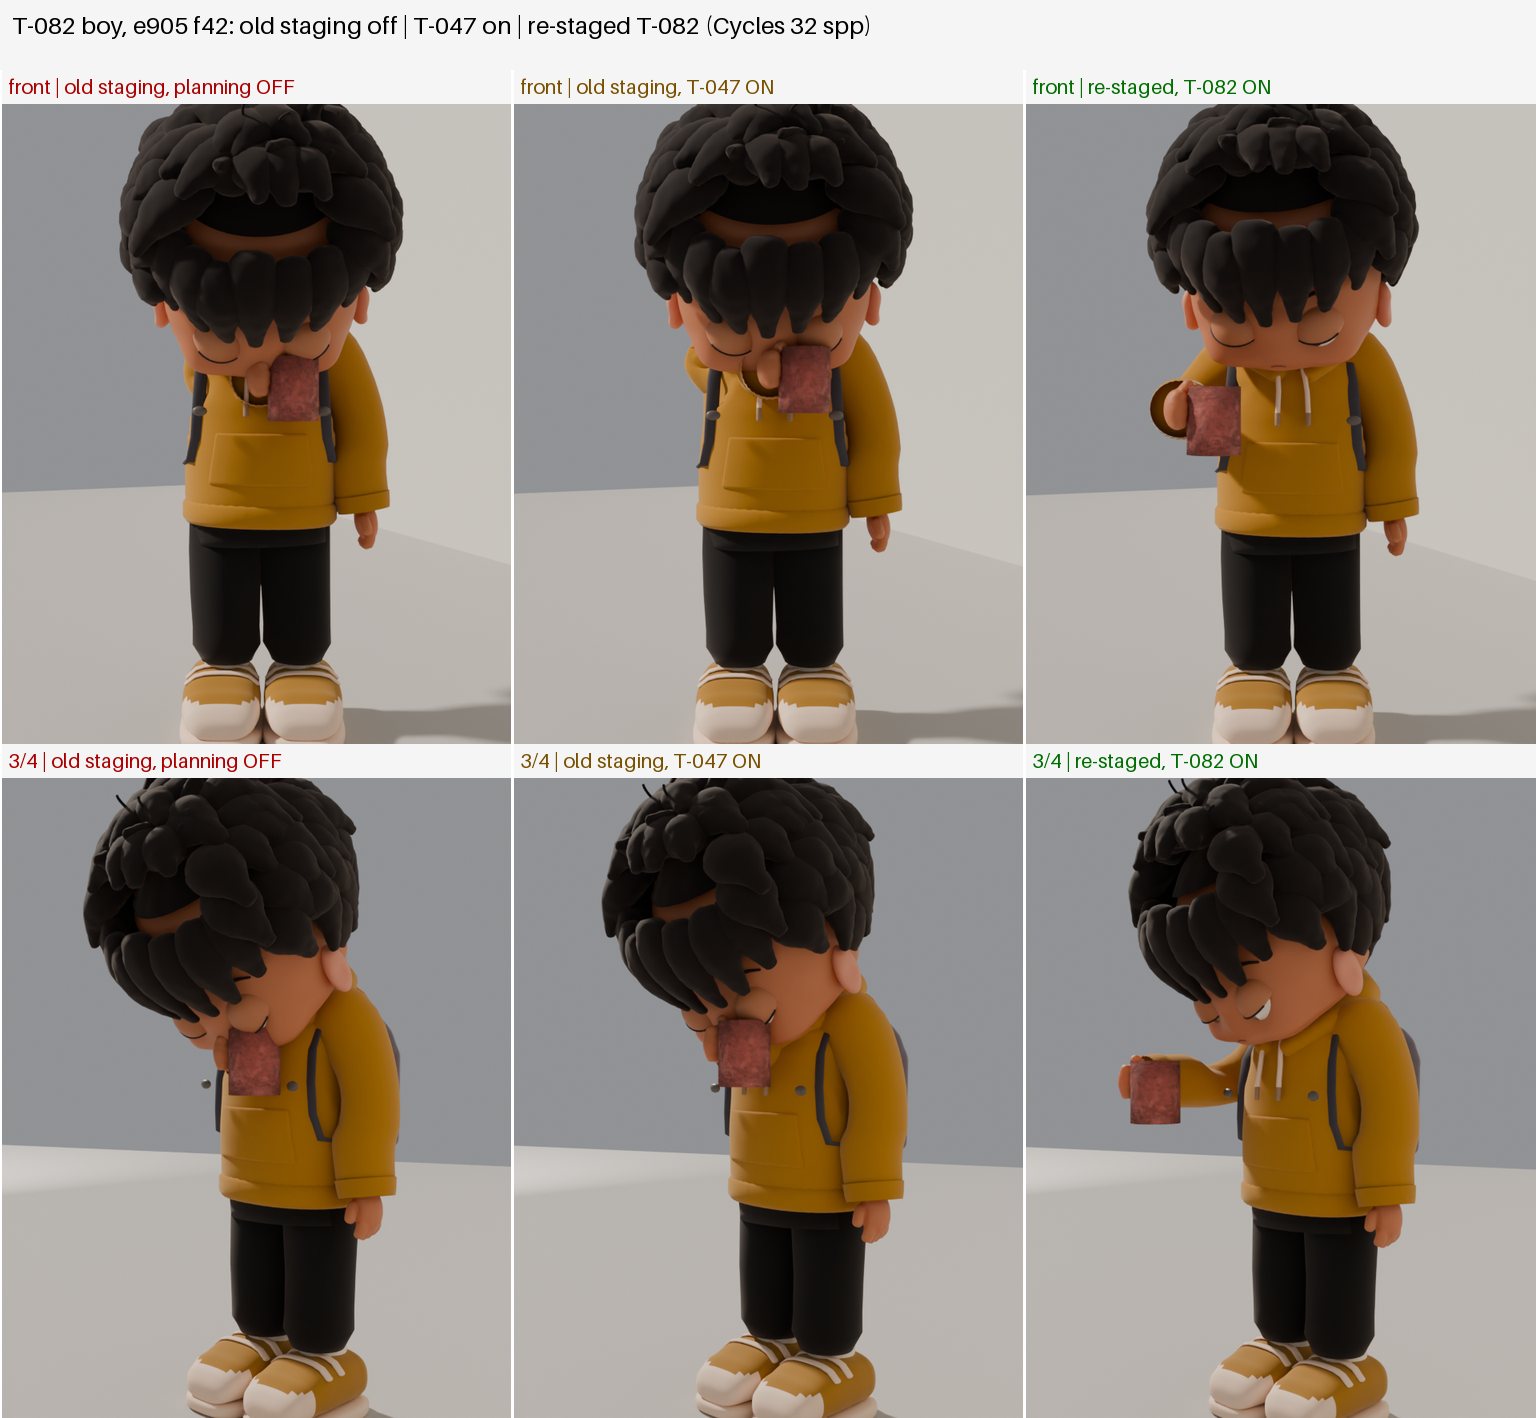 T-082 boy, e905 f42: old staging off | T-047 on | re-staged T-082 (Cycles 32 spp)
front | old staging, planning OFF
front | old staging, T-047 ON
front | re-staged, T-082 ON
3/4 | old staging, planning OFF
3/4 | old staging, T-047 ON
3/4 | re-staged, T-082 ON